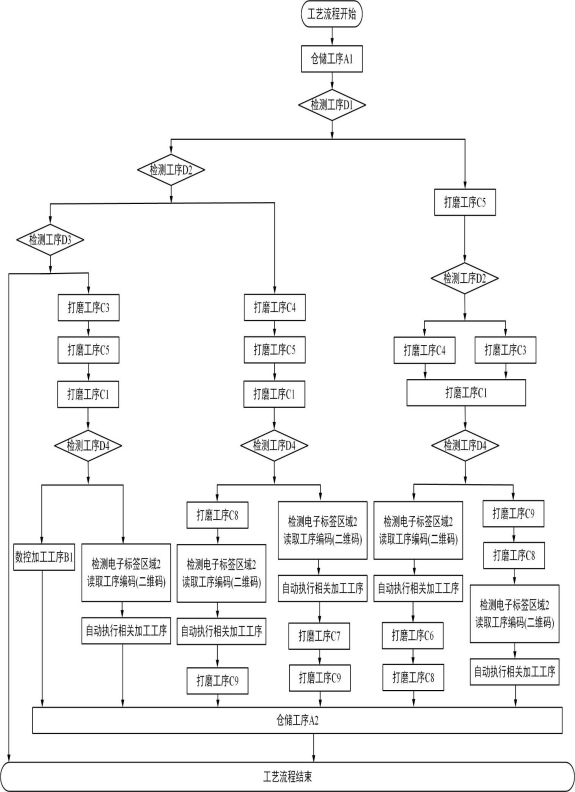 工艺流程开始
仓储工序A1
检测工序D1
检测工序D2
打磨工序C5
检测工序D3
检测工序D2
打磨工序C3
打磨工序C4
打磨工序C5
打磨工序C5
打磨工序C4
打磨工序C3
打磨工序C1
打磨工序C1
打磨工序C1
检测工序D4
检测工序D4
检测工序D4
数控加工工序B1
检测电子标签区域2
读取工序编码(二维码)
自动执行相关加工工序
打磨工序C8
检测电子标签区域2
读取工序编码(二维码)
自动执行相关加工工序
打磨工序C9
检测电子标签区域2
读取工序编码(二维码)
自动执行相关加工工序
打磨工序C7
打磨工序C9
检测电子标签区域2
读取工序编码(二维码)
自动执行相关加工工序
打磨工序C6
打磨工序C8
打磨工序C9
打磨工序C8
检测电子标签区域2
读取工序编码(二维码)
自动执行相关加工工序
仓储工序A2
工艺流程结束